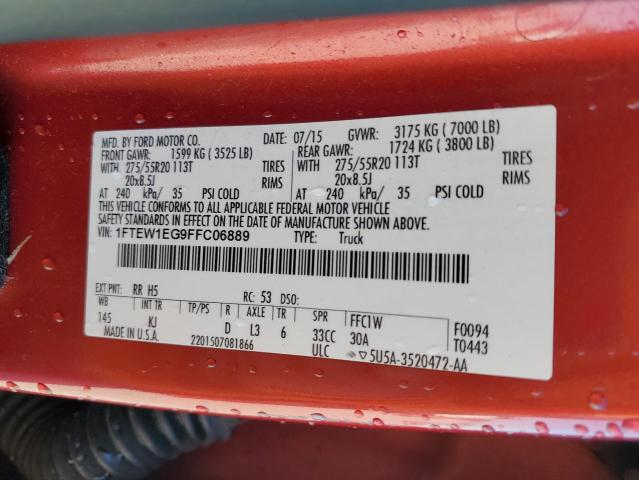 MFD. BY FORD MOTOR CO. 07/15 GVWR: 3175 KG ( 7000 LB)
FRONT GAWR: 1599 KG ( 3525 LB) REAR GAWR: 1724 KG ( 3800 LB)
WITH 275/55R20 113T TIRES WITH 275/55R20 113T TIRES
20x8.5J RIMS 20x8.5J RIMS
AT 240 kPa/ 35 PSI COLD AT 240 kPa/ 35 PSI COLD
THIS VEHICLE CONFORMS TO ALL APPLICABLE FEDERAL MOTOR VEHICLE
SAFETY STANDARDS IN EFFECT ON THE DATE OF MANUFACTURE SHOWN ABOVE.
VIN: 1FTEW1EG9FFC06889 TYPE: Truck
EXT PNT: RR H5 RC: 53 DSO:
WB INT TR TP/PS R AXLE TR SPR FFC1W F0094
145 KJ D L3 6 33CC 30A T0443
MADE IN U.S.A. 2201507081866 ULC ▽5U5A-3520472-AA